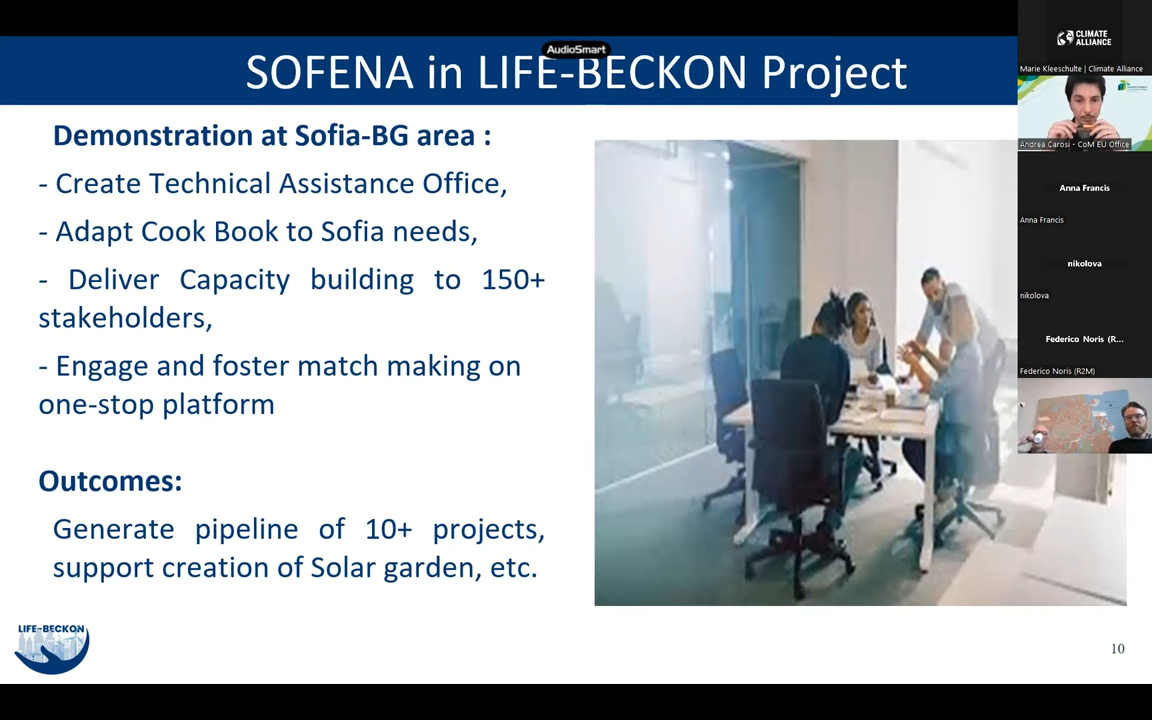 AudioSmart
SOFENA in LIFE-BECKON Project
Demonstration at Sofia-BG area :
- Create Technical Assistance Office,
- Adapt Cook Book to Sofia needs,
- Deliver Capacity building to 150+
stakeholders,
- Engage and foster match making on
one-stop platform
Outcomes:
Generate pipeline of 10+ projects,
support creation of Solar garden, etc.
LIFE-BECKON
10
CLIMATE
ALLIANCE
Marie Kleeschulte | Climate Alliance
Andrea Carosi - CoM EU Office
Anna Francis
Anna Francis
nikolova
nikolova
Federico Noris (R...
Federico Noris (R2M)